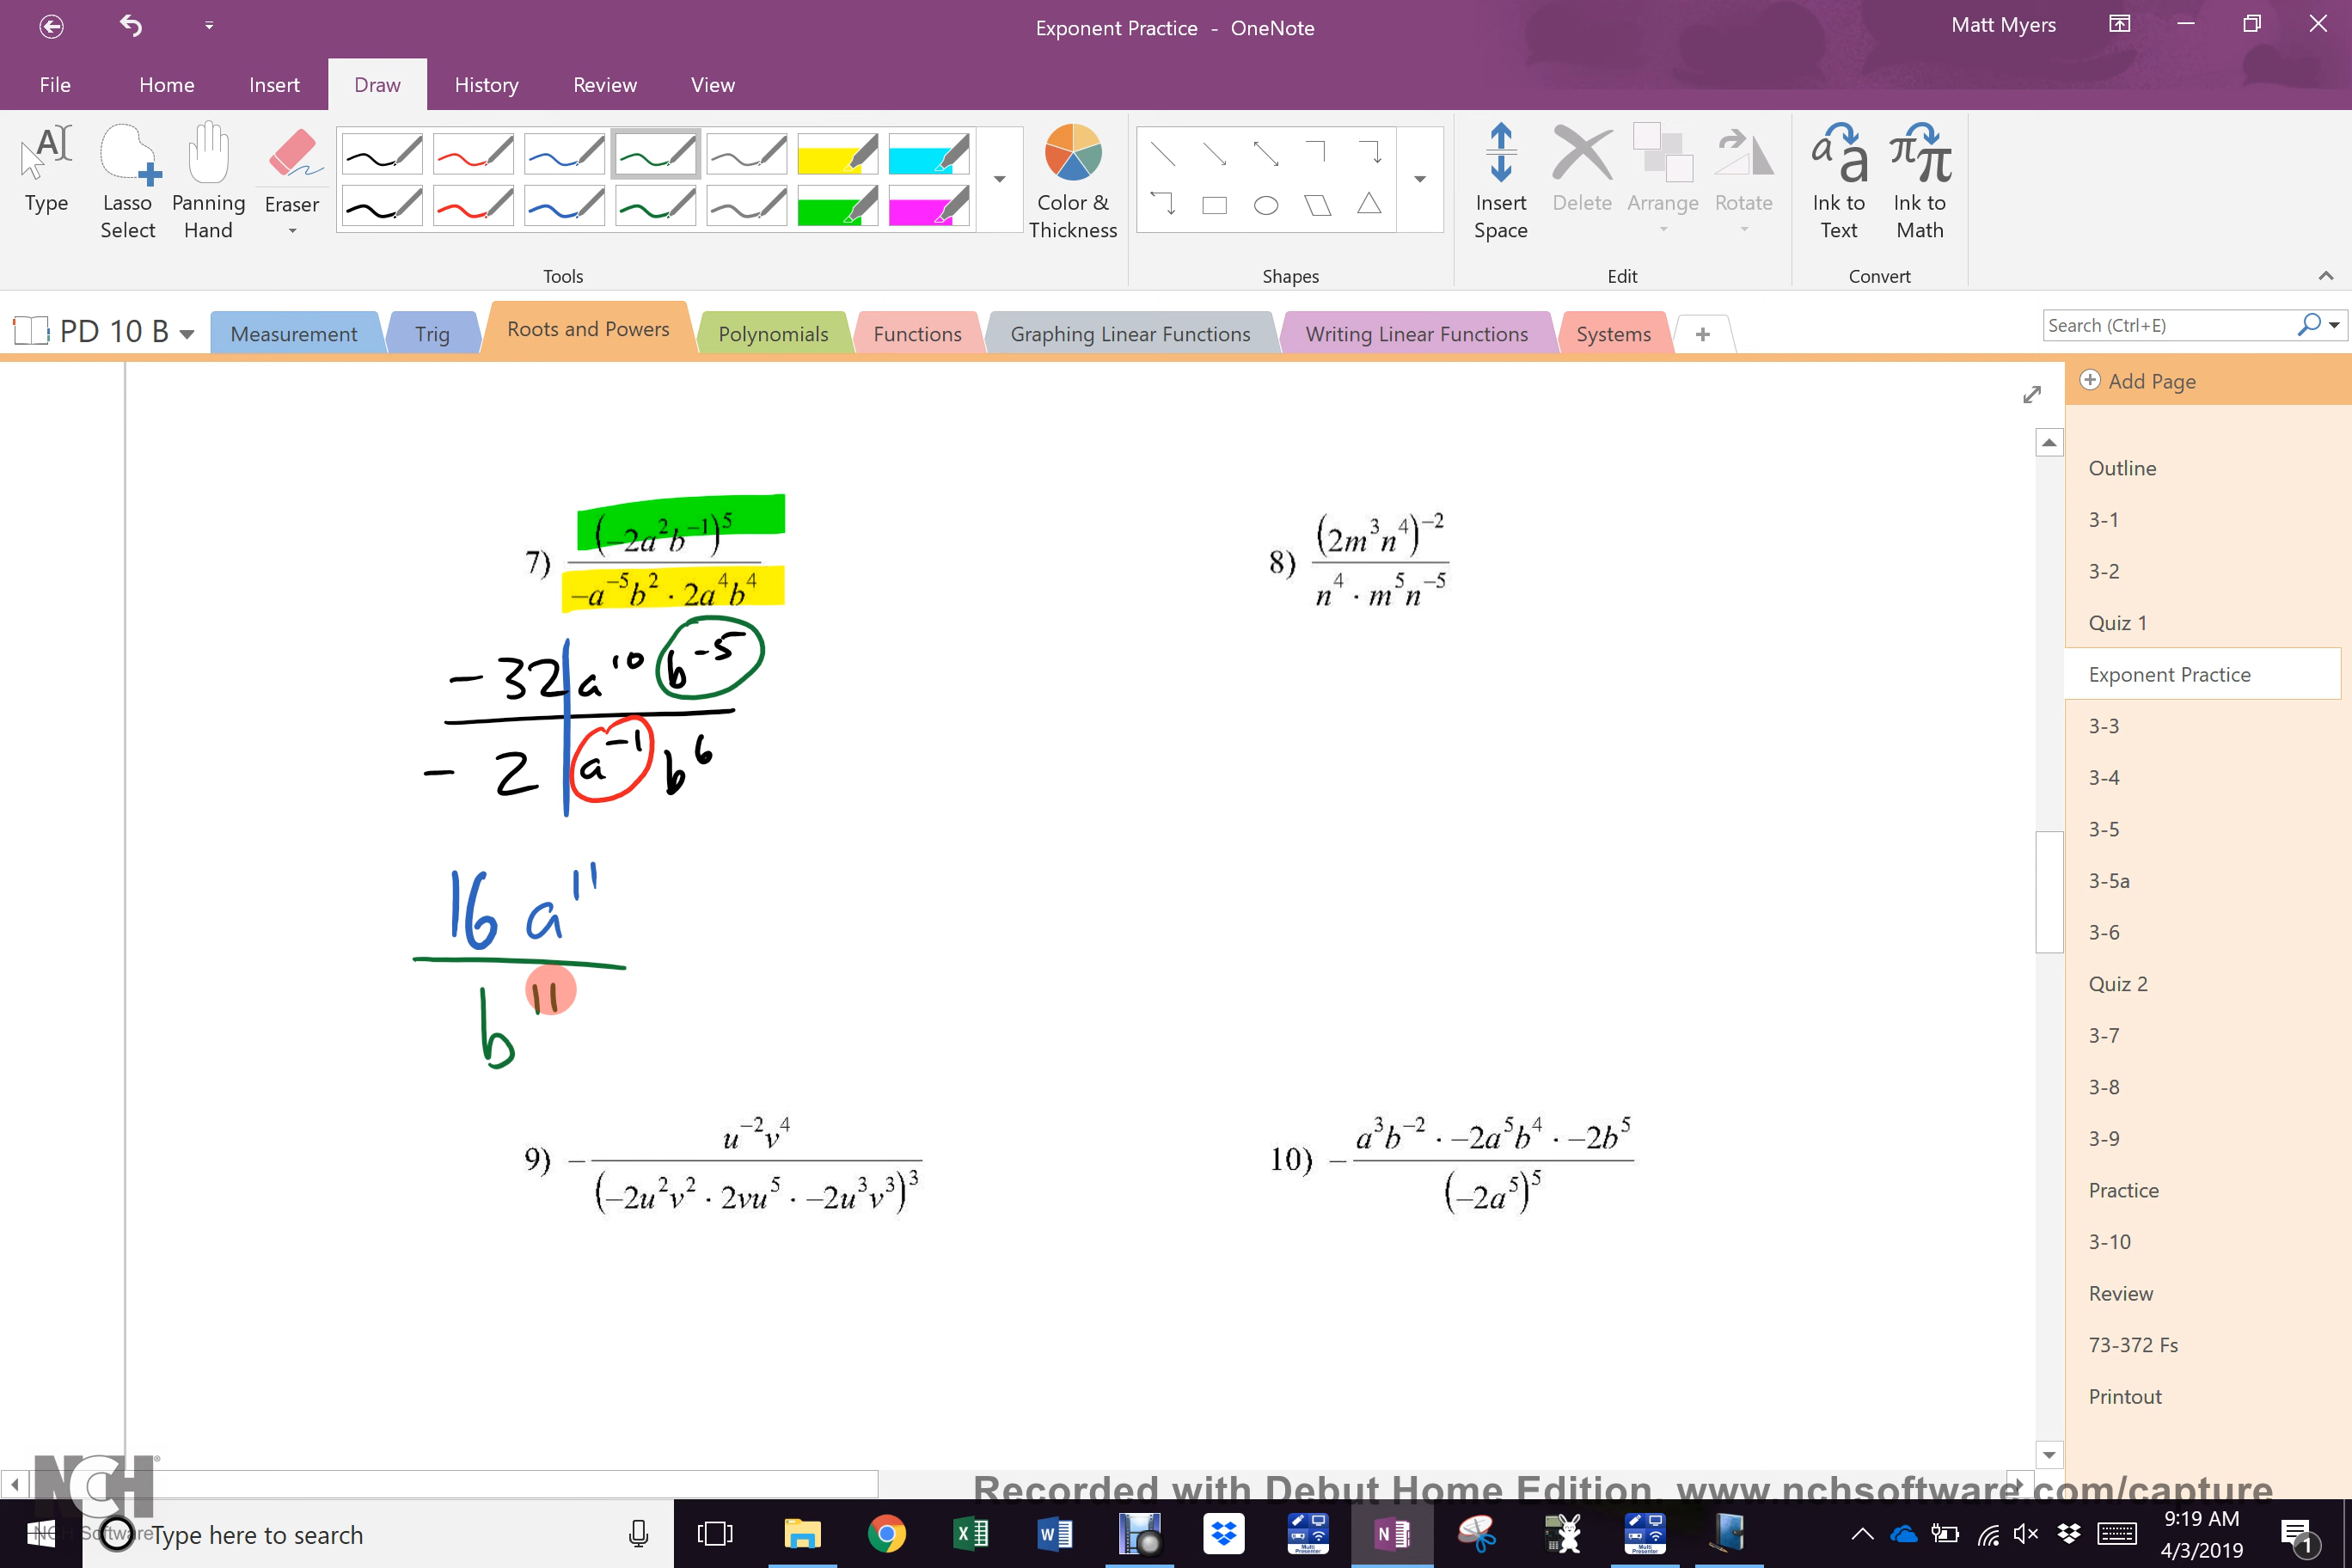 Exponent Practice - OneNote
Matt Myers
File Home Insert Draw History Review View
Type
Lasso Select
Panning Hand
Eraser
Color & Thickness
Insert Space
Delete
Arrange
Rotate
Ink to Text
Ink to Math
Tools
Shapes
Edit
Convert
PD 10 B
Measurement Trig Roots and Powers Polynomials Functions Graphing Linear Functions Writing Linear Functions Systems +
Search (Ctrl+E)
Add Page
Outline
3-1
3-2
Quiz 1
Exponent Practice
3-3
3-4
3-5
3-5a
3-6
Quiz 2
3-7
3-8
3-9
Practice
3-10
Review
73-372 Fs
Printout
7) (-2a²b⁻¹)⁵
-a⁻⁵b² · 2a⁴b⁴
-32 a¹⁰ b⁻⁵
-2 a⁻¹ b⁶
16 a¹¹
b¹¹
8) (2m³n⁴)⁻²
n⁴ · m⁵n⁻⁵
9) - u⁻²v⁴
(-2u²v² · 2vu⁵ · -2u³v³)³
10) - a³b⁻² · -2a⁵b⁴ · -2b⁵
(-2a⁵)⁵
NCH®
NCH Software
Recorded with Debut Home Edition. www.nchsoftware.com/capture
Type here to search
9:19 AM
4/3/2019
1